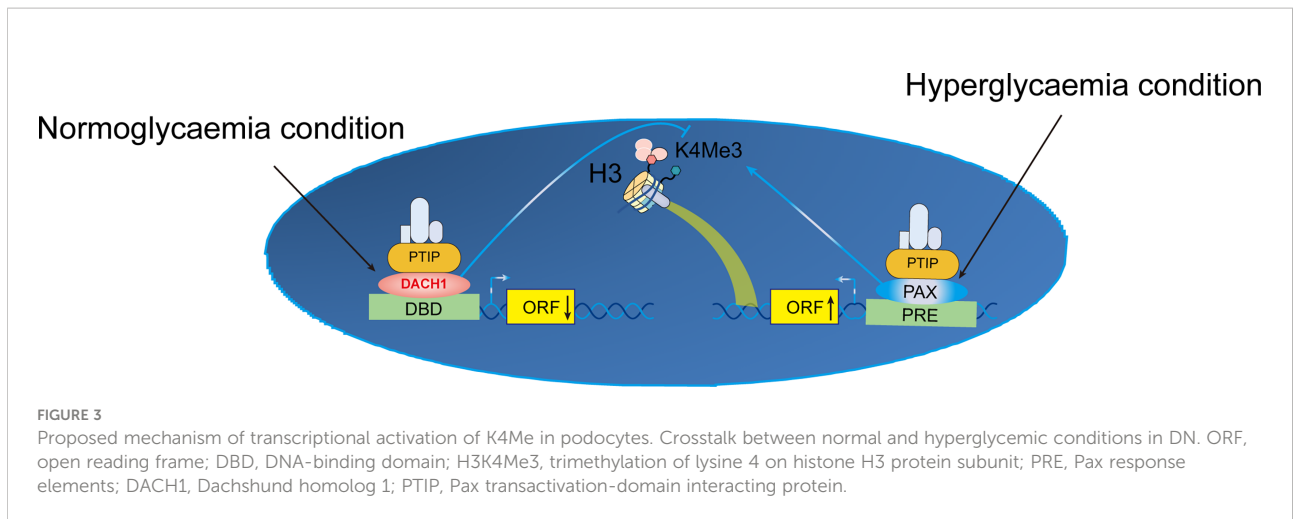 Hyperglycaemia condition
Normoglycaemia condition
K4Me3
H3
PTIP
DACH1
DBD
ORF
PTIP
PAX
PRE
ORF
FIGURE 3
Proposed mechanism of transcriptional activation of K4Me in podocytes. Crosstalk between normal and hyperglycemic conditions in DN. ORF,
open reading frame; DBD, DNA-binding domain; H3K4Me3, trimethylation of lysine 4 on histone H3 protein subunit; PRE, Pax response
elements; DACH1, Dachshund homolog 1; PTIP, Pax transactivation-domain interacting protein.